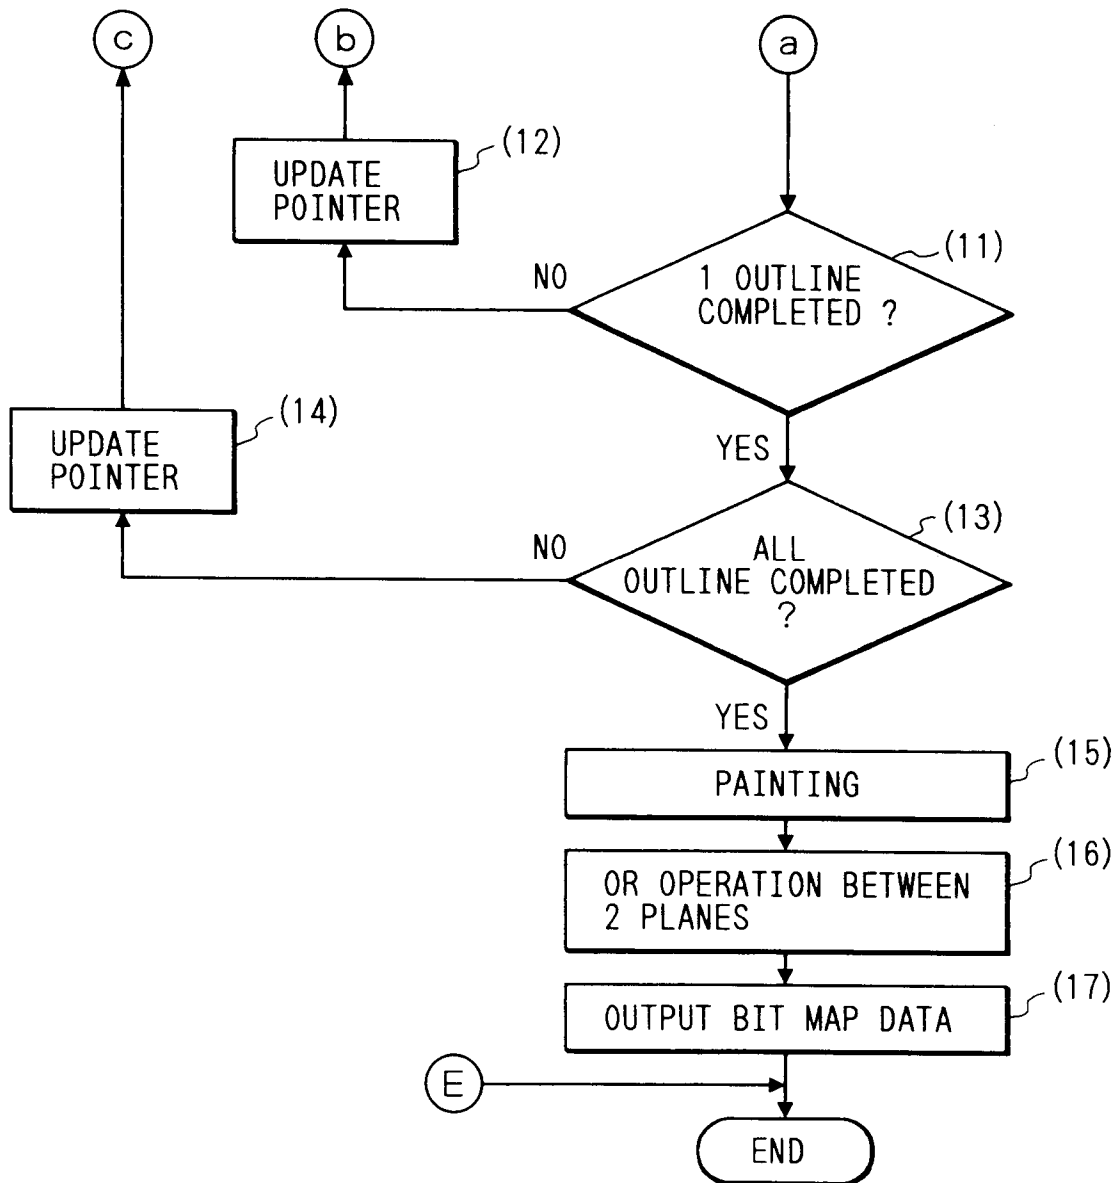 c
b
a
(12)
UPDATE
POINTER
(11)
1 OUTLINE
COMPLETED ?
NO
(14)
UPDATE
POINTER
YES
(13)
NO
ALL
OUTLINE COMPLETED
?
YES
(15)
PAINTING
(16)
OR OPERATION BETWEEN
2 PLANES
(17)
OUTPUT BIT MAP DATA
E
END